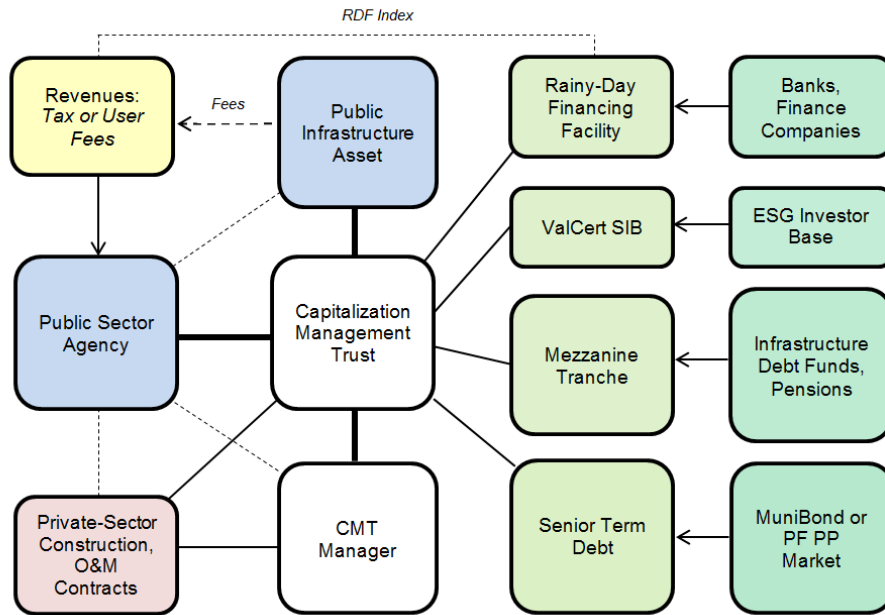 RDF Index
Revenues:
Tax or User
Fees
Fees
Public
Infrastructure
Asset
Rainy-Day
Financing
Facility
Banks,
Finance
Companies
ValCert SIB
ESG Investor
Base
Public Sector
Agency
Capitalization
Management
Trust
Mezzanine
Tranche
Infrastructure
Debt Funds,
Pensions
Private-Sector
Construction,
O&M
Contracts
CMT
Manager
Senior Term
Debt
MuniBond or
PF PP
Market